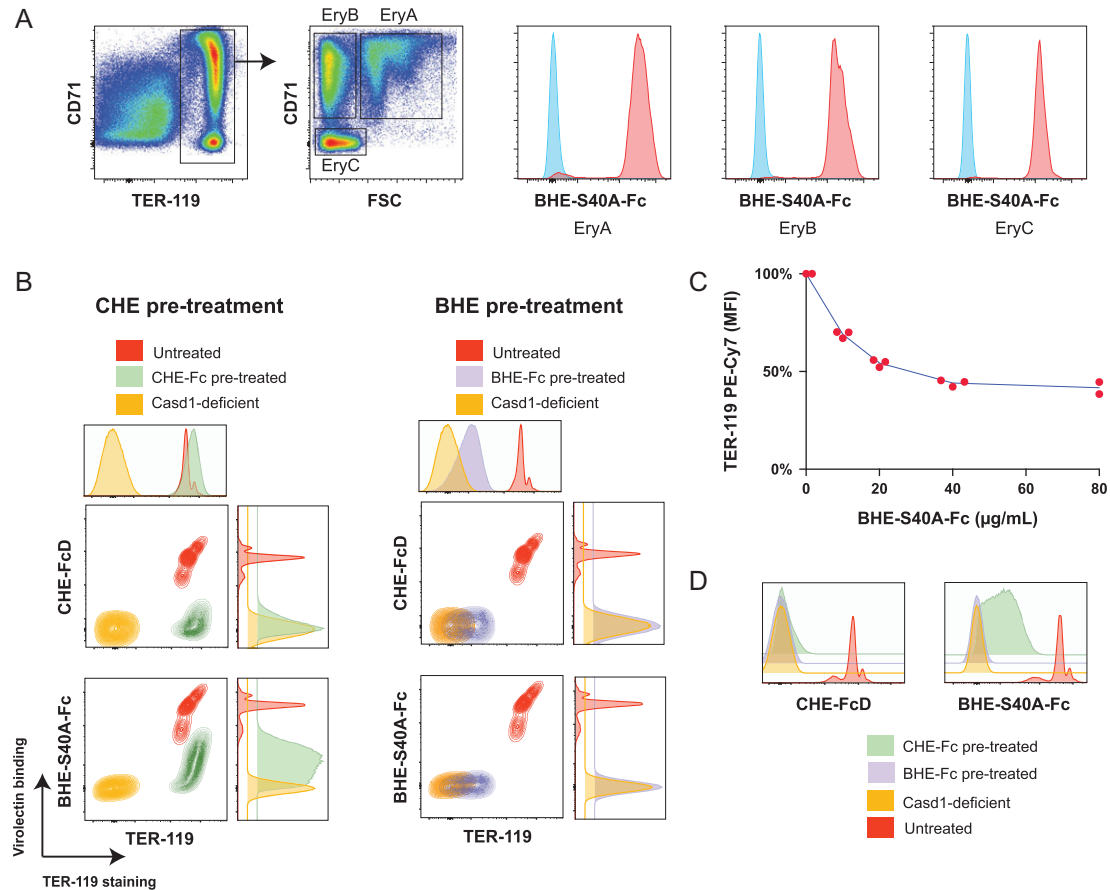 A
EryB
EryA
CD71
CD71
EryC
TER-119
FSC
BHE-S40A-Fc
BHE-S40A-Fc
BHE-S40A-Fc
EryA
EryB
EryC
B
CHE pre-treatment
Untreated
CHE-Fc pre-treated
Casd1-deficient
CHE-FcD
BHE-S40A-Fc
TER-119
Virolectin binding
TER-119 staining
BHE pre-treatment
Untreated
BHE-Fc pre-treated
Casd1-deficient
CHE-FcD
BHE-S40A-Fc
TER-119
C
TER-119 PE-Cy7 (MFI)
100%
50%
0%
0
20
40
60
80
BHE-S40A-Fc (µg/mL)
D
CHE-FcD
BHE-S40A-Fc
CHE-Fc pre-treated
BHE-Fc pre-treated
Casd1-deficient
Untreated